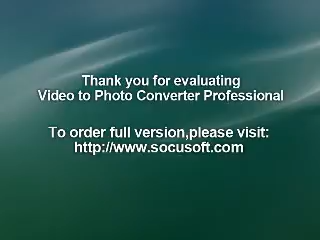 Thank you for evaluating
Video to Photo Converter Professional
To order full version,please visit:
http://www.socusoft.com